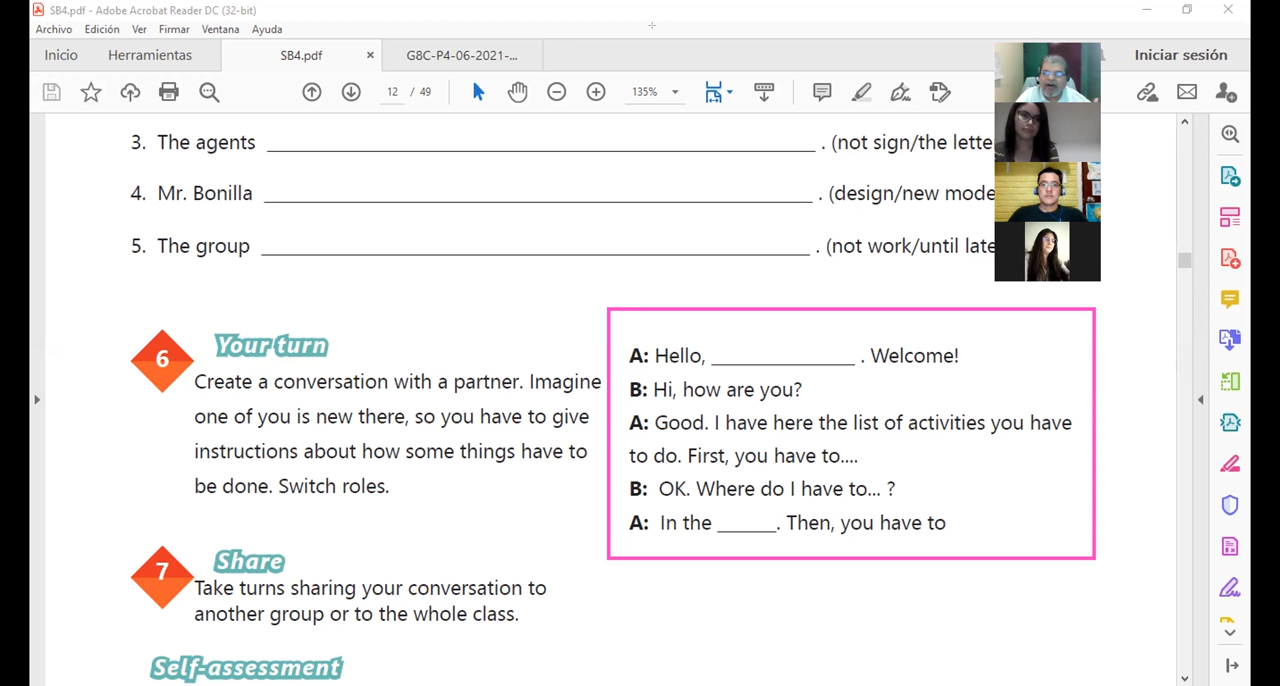 SB4.pdf - Adobe Acrobat Reader DC (32-bit)
Archivo Edición Ver Firmar Ventana Ayuda
Inicio Herramientas SB4.pdf × G8C-P4-06-2021-... Iniciar sesión
12 / 49 135%
3. The agents ______ . (not sign/the lette
4. Mr. Bonilla ______ . (design/new mode
5. The group ______ . (not work/until late
6 Your turn
Create a conversation with a partner. Imagine
one of you is new there, so you have to give
instructions about how some things have to
be done. Switch roles.
A: Hello, ______ . Welcome!
B: Hi, how are you?
A: Good. I have here the list of activities you have
to do. First, you have to....
B: OK. Where do I have to... ?
A: In the ______. Then, you have to
7 Share
Take turns sharing your conversation to
another group or to the whole class.
Self-assessment